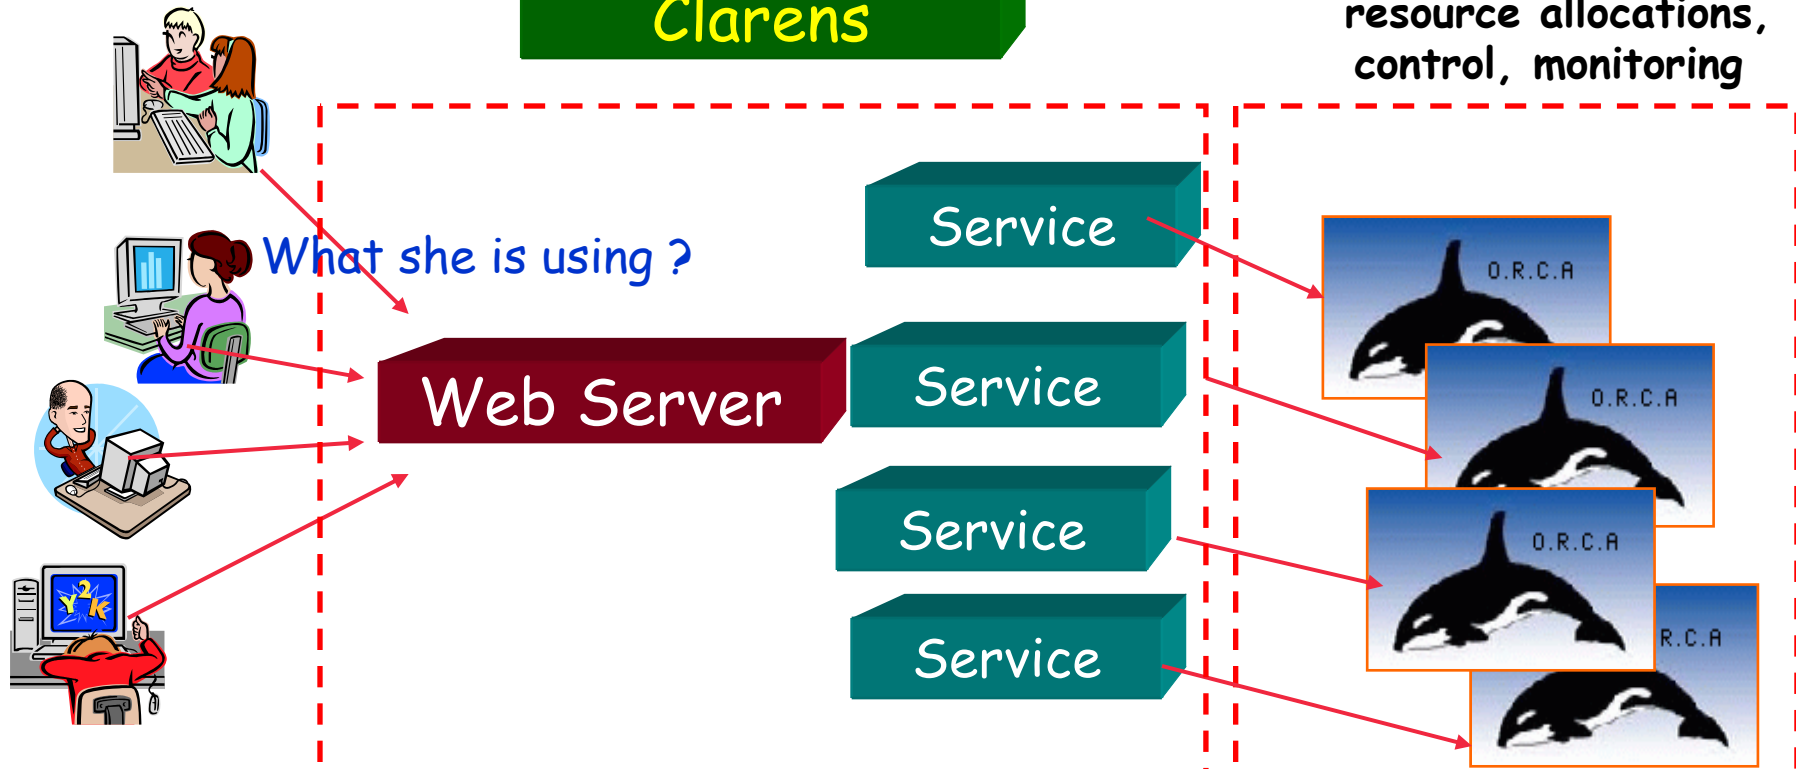 Clarens
resource allocations,
control, monitoring
What she is using ?
Service
O.R.C.A
Web Server
Service
O.R.C.A
Service
O.R.C.A
Y2K
Service
R.C.A